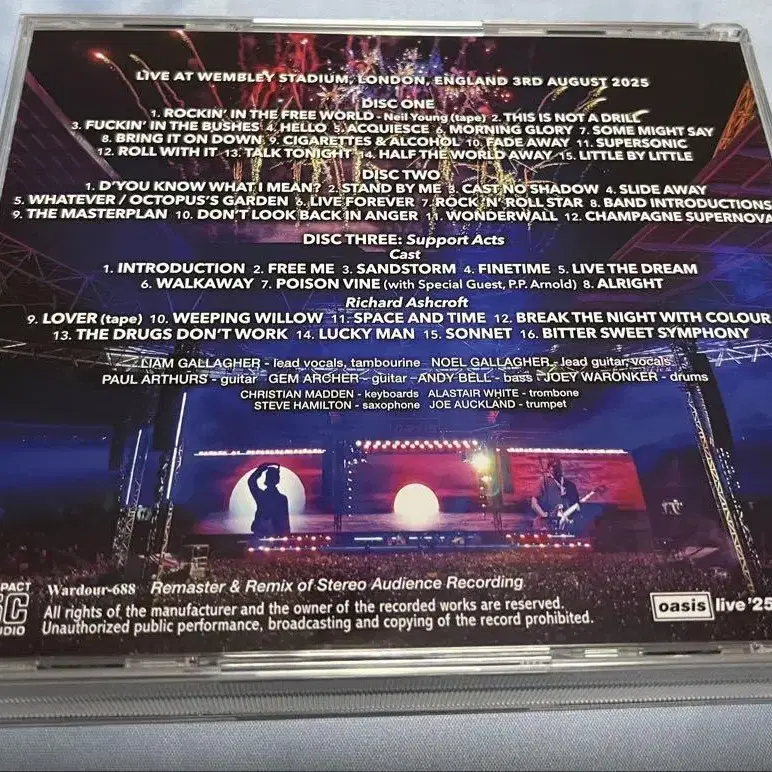 LIVE AT WEMBLEY STADIUM, LONDON, ENGLAND 3RD AUGUST 2025
DISC ONE
1. ROCKIN' IN THE FREE WORLD - Neil Young (tape) 2. THIS IS NOT A DRILL
3. FUCKIN' IN THE BUSHES 4. HELLO 5. ACQUIESCE 6. MORNING GLORY 7. SOME MIGHT SAY
8. BRING IT ON DOWN 9. CIGARETTES & ALCOHOL 10. FADE AWAY 11. SUPERSONIC
12. ROLL WITH IT 13. TALK TONIGHT 14. HALF THE WORLD AWAY 15. LITTLE BY LITTLE
DISC TWO
1. D'YOU KNOW WHAT I MEAN? 2. STAND BY ME 3. CAST NO SHADOW 4. SLIDE AWAY
5. WHATEVER / OCTOPUS'S GARDEN 6. LIVE FOREVER 7. ROCK 'N' ROLL STAR 8. BAND INTRODUCTIONS
9. THE MASTERPLAN 10. DON'T LOOK BACK IN ANGER 11. WONDERWALL 12. CHAMPAGNE SUPERNOVA
DISC THREE: Support Acts
Cast
1. INTRODUCTION 2. FREE ME 3. SANDSTORM 4. FINETIME 5. LIVE THE DREAM
6. WALKAWAY 7. POISON VINE (with Special Guest, P.P. Arnold) 8. ALRIGHT
Richard Ashcroft
9. LOVER (tape) 10. WEEPING WILLOW 11. SPACE AND TIME 12. BREAK THE NIGHT WITH COLOUR
13. THE DRUGS DON'T WORK 14. LUCKY MAN 15. SONNET 16. BITTER SWEET SYMPHONY
LIAM GALLAGHER - lead vocals, tambourine NOEL GALLAGHER - lead guitar, vocals
PAUL ARTHURS - guitar GEM ARCHER - guitar ANDY BELL - bass JOEY WARONKER - drums
CHRISTIAN MADDEN - keyboards ALASTAIR WHITE - trombone
STEVE HAMILTON - saxophone JOE AUCKLAND - trumpet
Wardour-688 Remaster & Remix of Stereo Audience Recording
All rights of the manufacturer and the owner of the recorded works are reserved.
Unauthorized public performance, broadcasting and copying of the record prohibited.
oasis live '25